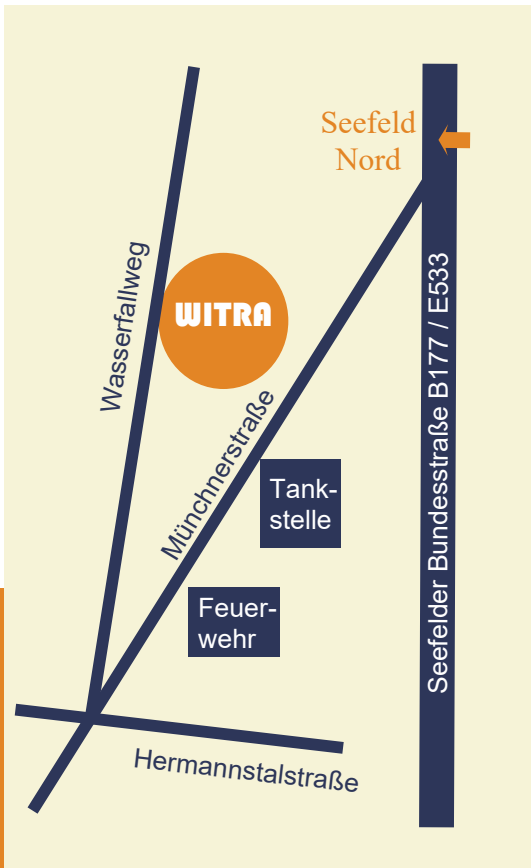 Seefeld
Nord
Wasserfallweg
WITRA
Münchnerstraße
Seefelder Bundesstraße B177 / E533
Tank-
stelle
Feuer-
wehr
Hermannstalstraße